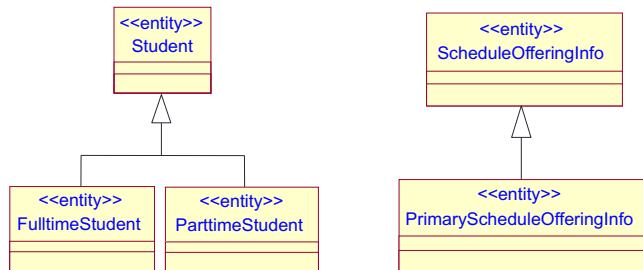 <<entity>>
Student
<<entity>>
ScheduleOfferingInfo
<<entity>>
FulltimeStudent
<<entity>>
ParttimeStudent
<<entity>>
PrimaryScheduleOfferingInfo